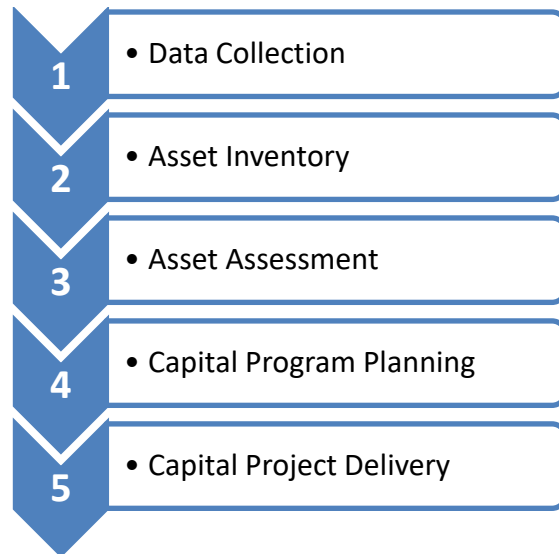 1
• Data Collection
2
• Asset Inventory
3
• Asset Assessment
4
• Capital Program Planning
5
• Capital Project Delivery